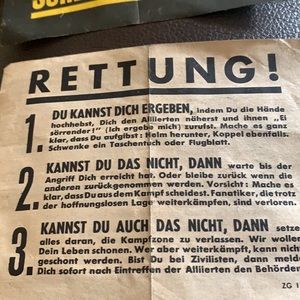 RETTUNG!
1. DU KANNST DICH ERGEBEN, indem Du die Hände
hochhebst, Dich den Alliierten näherst und ihnen „Ei
sörrender!" (Ich ergebe mich) zurufst. Mache es ganz
klar, dass Du aufgibst: Helm herunter, Koppel ebenfalls.
Schwenke ein Taschentuch oder Flugblatt.
2. KANNST DU DAS NICHT, DANN warte bis der
Angriff Dich erreicht hat. Oder bleibe zurück wenn die
anderen zurückgenommen werden. Vorsicht: Mache es
klar, dass Du aus dem Kampf scheidest. Fanatiker, die trotz
der hoffnungslosen Lage weiterkämpfen, sind verloren.
3. KANNST DU AUCH DAS NICHT, DANN setze
alles daran, die Kampfzone zu verlassen. Wir wollen
Dein Leben schonen. Wer aber weiterkämpft, kann nicht
geschont werden. Bist Du bei Zivilisten, dann melde
Dich sofort nach Eintreffen der Alliierten den Behörden
ZG 1